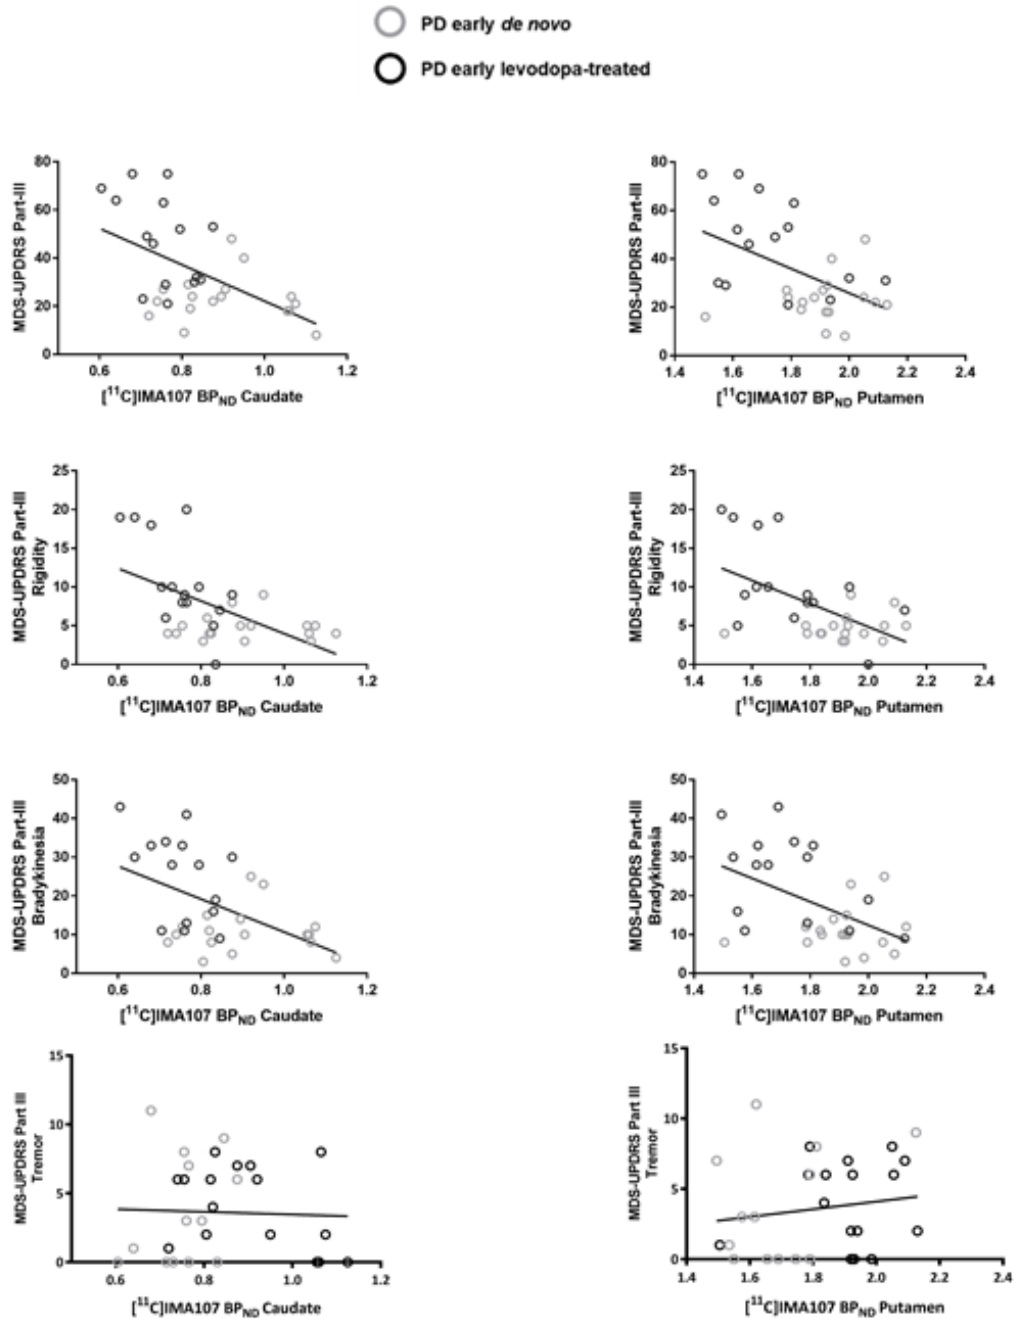 PD early de novo
PD early levodopa-treated
MDS-UPDRS Part-III
80
60
40
20
0
0.6 0.8 1.0 1.2
[11C]IMA107 BPND Caudate
MDS-UPDRS Part-III
80
60
40
20
0
1.4 1.6 1.8 2.0 2.2 2.4
[11C]IMA107 BPND Putamen
MDS-UPDRS Part-III
Rigidity
25
20
15
10
5
0
0.6 0.8 1.0 1.2
[11C]IMA107 BPND Caudate
MDS-UPDRS Part-III
Rigidity
25
20
15
10
5
0
1.4 1.6 1.8 2.0 2.2 2.4
[11C]IMA107 BPND Putamen
MDS-UPDRS Part-III
Bradykinesia
50
40
30
20
10
0
0.6 0.8 1.0 1.2
[11C]IMA107 BPND Caudate
MDS-UPDRS Part-III
Bradykinesia
50
40
30
20
10
0
1.4 1.6 1.8 2.0 2.2 2.4
[11C]IMA107 BPND Putamen
MDS-UPDRS Part III
Tremor
15
10
5
0
0.6 0.8 1.0 1.2
[11C]IMA107 BPND Caudate
MDS-UPDRS Part III
Tremor
15
10
5
0
1.4 1.6 1.8 2.0 2.2 2.4
[11C]IMA107 BPND Putamen